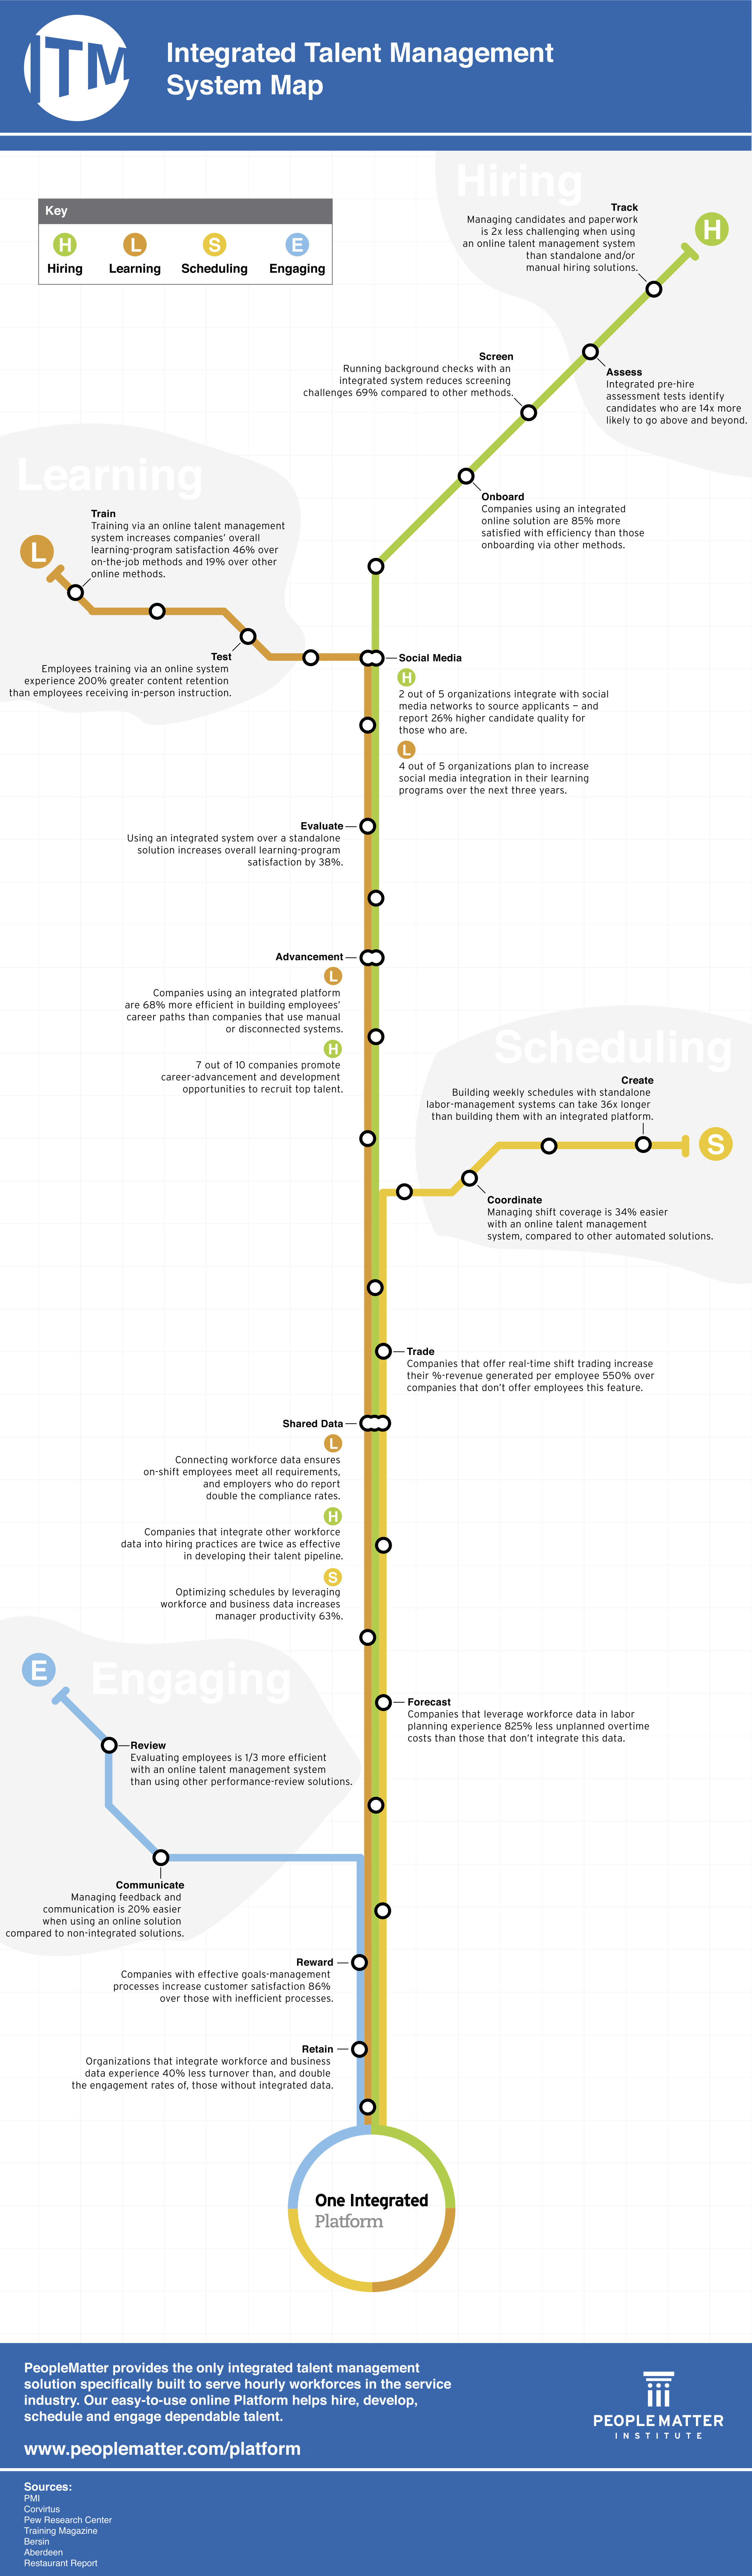 ITM
Integrated Talent Management
System Map
Key
H
L
S
E
Hiring
Learning
Scheduling
Engaging
Hiring
H
Track
Managing candidates and paperwork
is 2x less challenging when using
an online talent management system
than standalone and/or
manual hiring solutions.
Screen
Running background checks with an
integrated system reduces screening
challenges 69% compared to other methods.
Assess
Integrated pre-hire
assessment tests identify
candidates who are 14x more
likely to go above and beyond.
Learning
L
Onboard
Companies using an integrated
online solution are 85% more
satisfied with efficiency than those
onboarding via other methods.
Train
Training via an online talent management
system increases companies' overall
learning-program satisfaction 46% over
on-the-job methods and 19% over other
online methods.
Test
Employees training via an online system
experience 200% greater content retention
than employees receiving in-person instruction.
Social Media
H
2 out of 5 organizations integrate with social
media networks to source applicants – and
report 26% higher candidate quality for
those who are.
L
4 out of 5 organizations plan to increase
social media integration in their learning
programs over the next three years.
Evaluate
Using an integrated system over a standalone
solution increases overall learning-program
satisfaction by 38%.
Advancement
L
Companies using an integrated platform
are 68% more efficient in building employees'
career paths than companies that use manual
or disconnected systems.
H
7 out of 10 companies promote
career-advancement and development
opportunities to recruit top talent.
Scheduling
S
Create
Building weekly schedules with standalone
labor-management systems can take 36x longer
than building them with an integrated platform.
Coordinate
Managing shift coverage is 34% easier
with an online talent management
system, compared to other automated solutions.
Trade
Companies that offer real-time shift trading increase
their %-revenue generated per employee 550% over
companies that don't offer employees this feature.
Shared Data
L
Connecting workforce data ensures
on-shift employees meet all requirements,
and employers who do report
double the compliance rates.
H
Companies that integrate other workforce
data into hiring practices are twice as effective
in developing their talent pipeline.
S
Optimizing schedules by leveraging
workforce and business data increases
manager productivity 63%.
Engaging
E
Forecast
Companies that leverage workforce data in labor
planning experience 825% less unplanned overtime
costs than those that don't integrate this data.
Review
Evaluating employees is 1/3 more efficient
with an online talent management system
than using other performance-review solutions.
Communicate
Managing feedback and
communication is 20% easier
when using an online solution
compared to non-integrated solutions.
Reward
Companies with effective goals-management
processes increase customer satisfaction 86%
over those with inefficient processes.
Retain
Organizations that integrate workforce and business
data experience 40% less turnover than, and double
the engagement rates of, those without integrated data.
One Integrated
Platform
PeopleMatter provides the only integrated talent management
solution specifically built to serve hourly workforces in the service
industry. Our easy-to-use online Platform helps hire, develop,
schedule and engage dependable talent.
www.peoplematter.com/platform
PEOPLE MATTER
INSTITUTE
Sources:
PMI
Corvirtus
Pew Research Center
Training Magazine
Bersin
Aberdeen
Restaurant Report